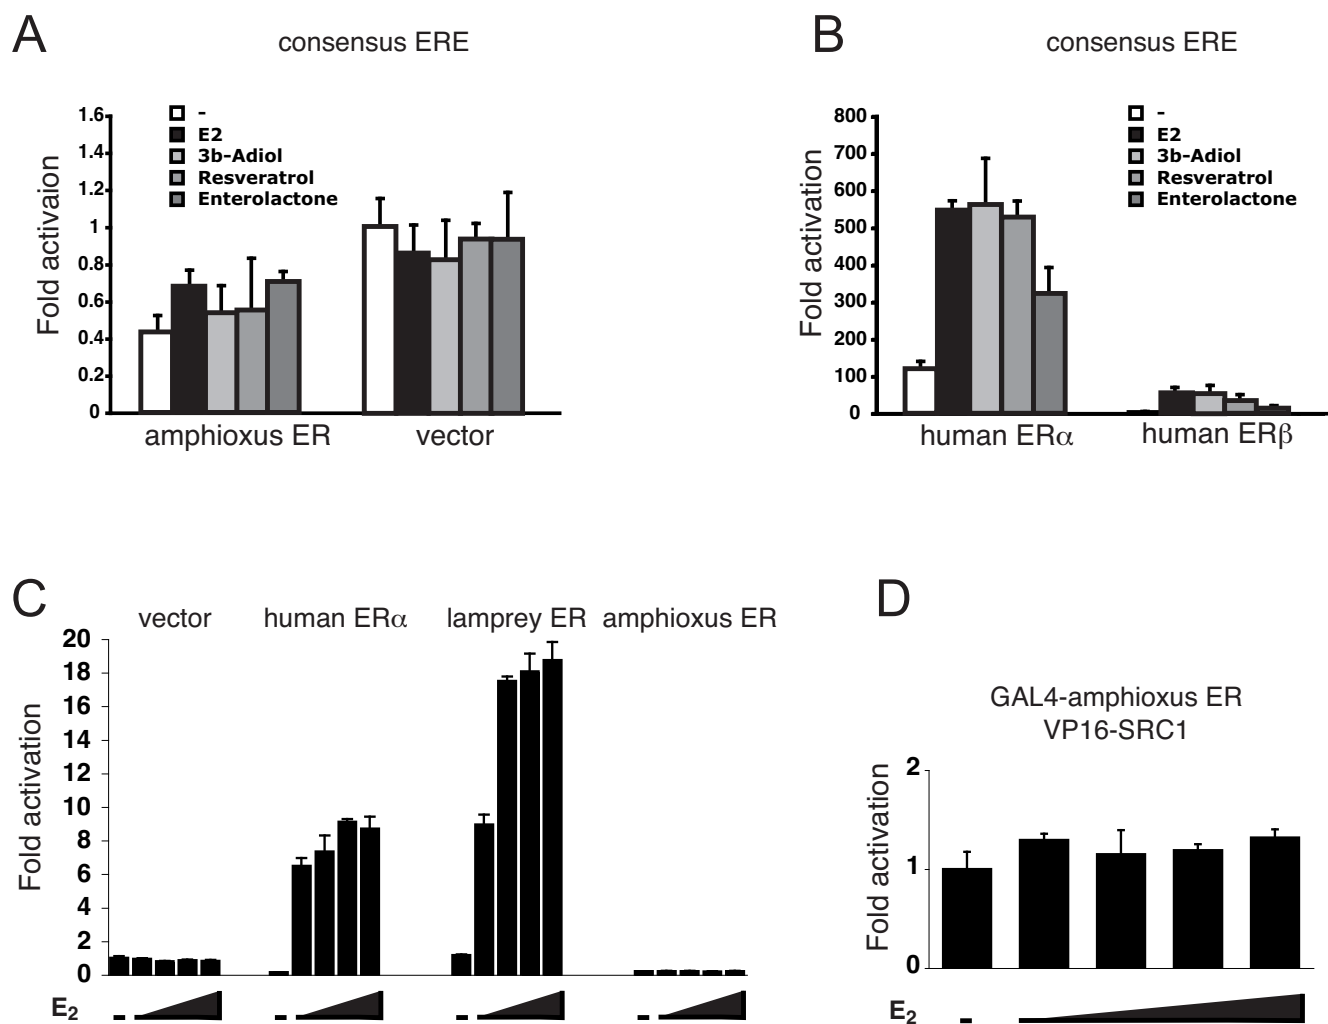 A
consensus ERE
Fold activaion
1.6
1.4
1.2
1
0.8
0.6
0.4
0.2
0
-
E2
3b-Adiol
Resveratrol
Enterolactone
amphioxus ER
vector
B
consensus ERE
Fold activation
800
700
600
500
400
300
200
100
0
-
E2
3b-Adiol
Resveratrol
Enterolactone
human ERα
human ERβ
C
vector
human ERα
lamprey ER
amphioxus ER
Fold activation
20
18
16
14
12
10
8
6
4
2
0
E2
-
-
-
-
D
GAL4-amphioxus ER
VP16-SRC1
Fold activation
2
1
0
E2
-